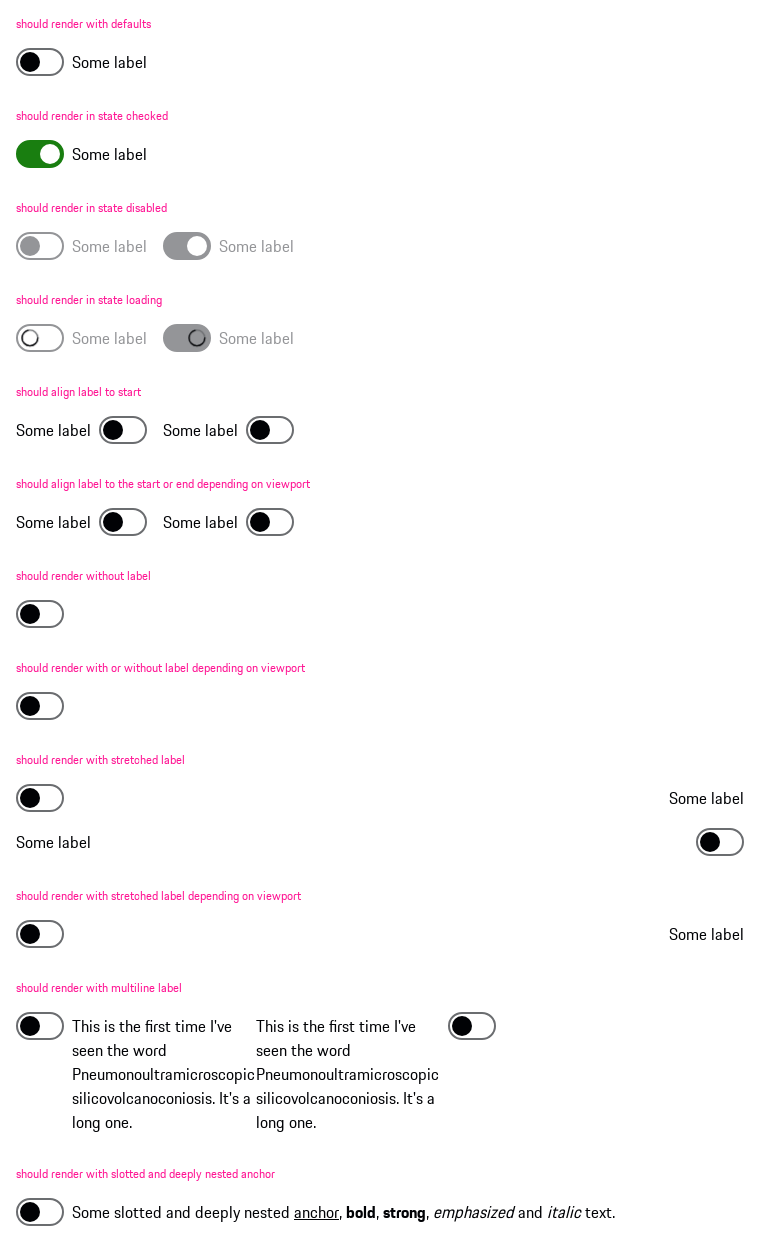 should render with defaults
Some label
should render in state checked
Some label
should render in state disabled
Some label Some label
should render in state loading
Some label Some label
should align label to start
Some label Some label
should align label to the start or end depending on viewport
Some label Some label
should render without label
should render with or without label depending on viewport
should render with stretched label
Some label
Some label
should render with stretched label depending on viewport
Some label
should render with multiline label
This is the first time I've
seen the word
Pneumonoultramicroscopic
silicovolcanoconiosis. It's a
long one.
This is the first time I've
seen the word
Pneumonoultramicroscopic
silicovolcanoconiosis. It's a
long one.
should render with slotted and deeply nested anchor
Some slotted and deeply nested anchor, bold, strong, emphasized and italic text.